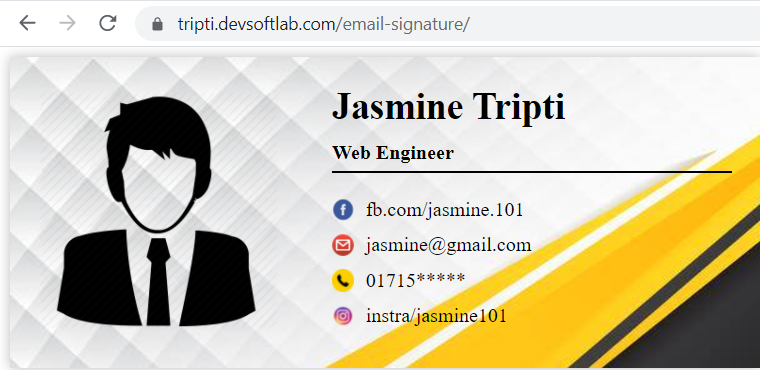 tripti.devsoftlab.com/email-signature/
Jasmine Tripti
Web Engineer
fb.com/jasmine.101
jasmine@gmail.com
01715*****
instra/jasmine101